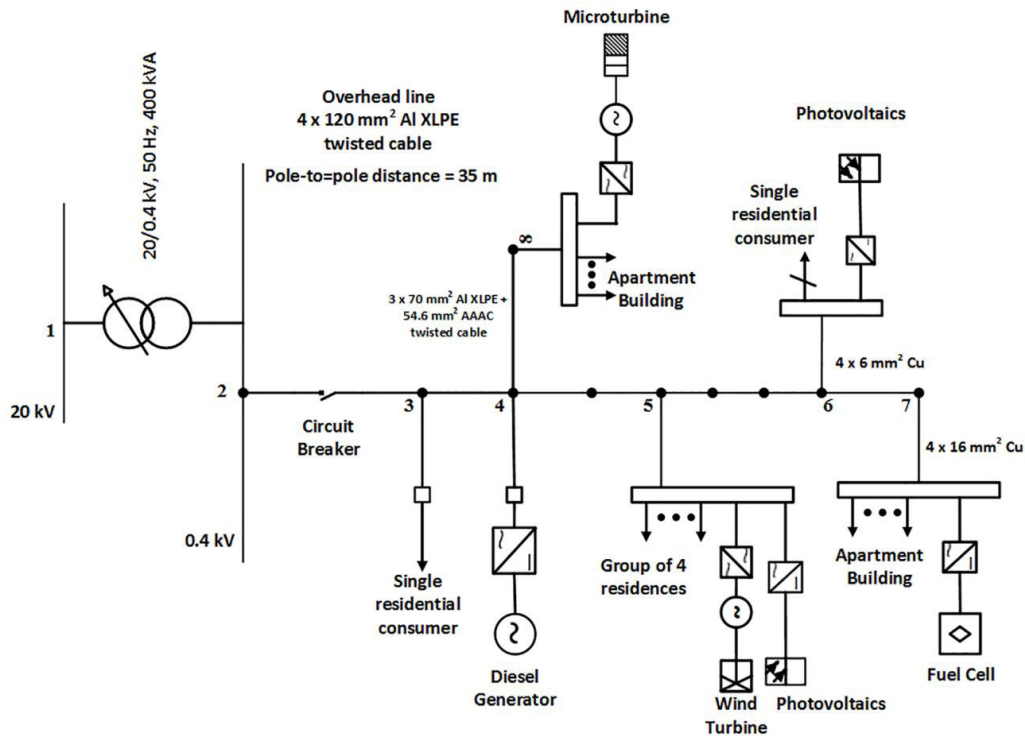 Microturbine
20/0.4 kV, 50 Hz, 400 kVA
Overhead line
4 x 120 mm² Al XLPE
twisted cable
Pole-to=pole distance = 35 m
Photovoltaics
Single
residential
consumer
8
Apartment
Building
3 x 70 mm² Al XLPE +
54.6 mm² AAAC
twisted cable
1
4 x 6 mm² Cu
2
3
4
5
6
7
20 kV
Circuit
Breaker
4 x 16 mm² Cu
0.4 kV
Single
residential
consumer
Group of 4
residences
Apartment
Building
Diesel
Generator
Wind
Turbine
Photovoltaics
Fuel Cell